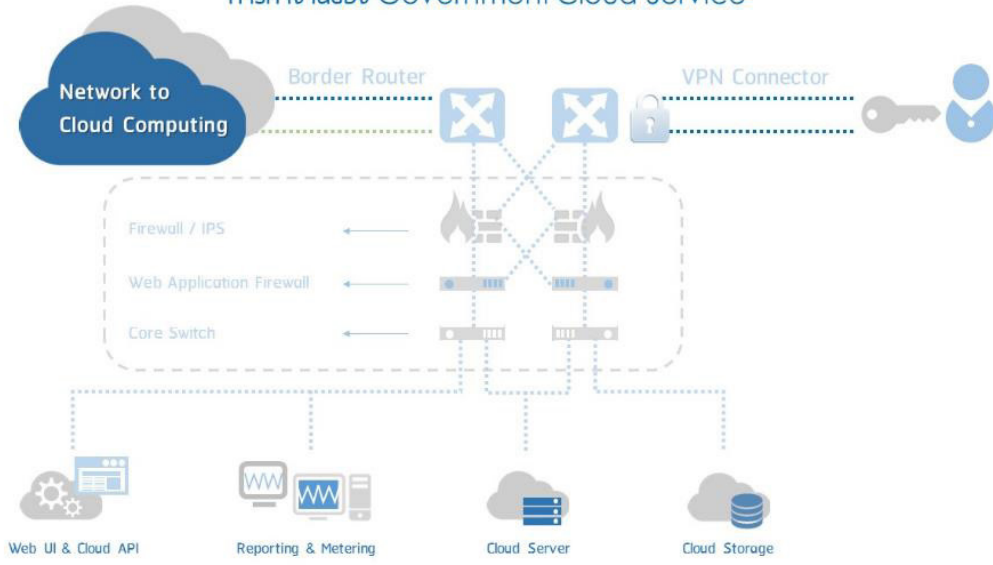 Government Cloud Service
Border Router
VPN Connector
Network to
Cloud Computing
Firewall / IPS
Web Application Firewall
Core Switch
Web UI & Cloud API
Reporting & Metering
Cloud Server
Cloud Storage